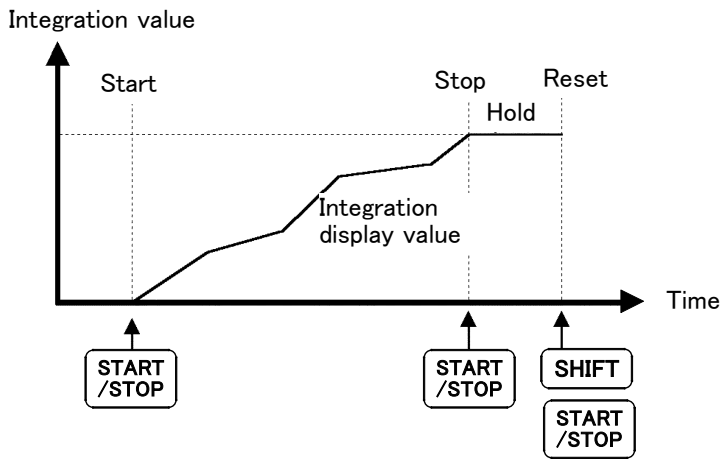 Integration value
Start
Stop
Reset
Hold
Integration
display value
Time
START
/STOP
START
/STOP
SHIFT
START
/STOP